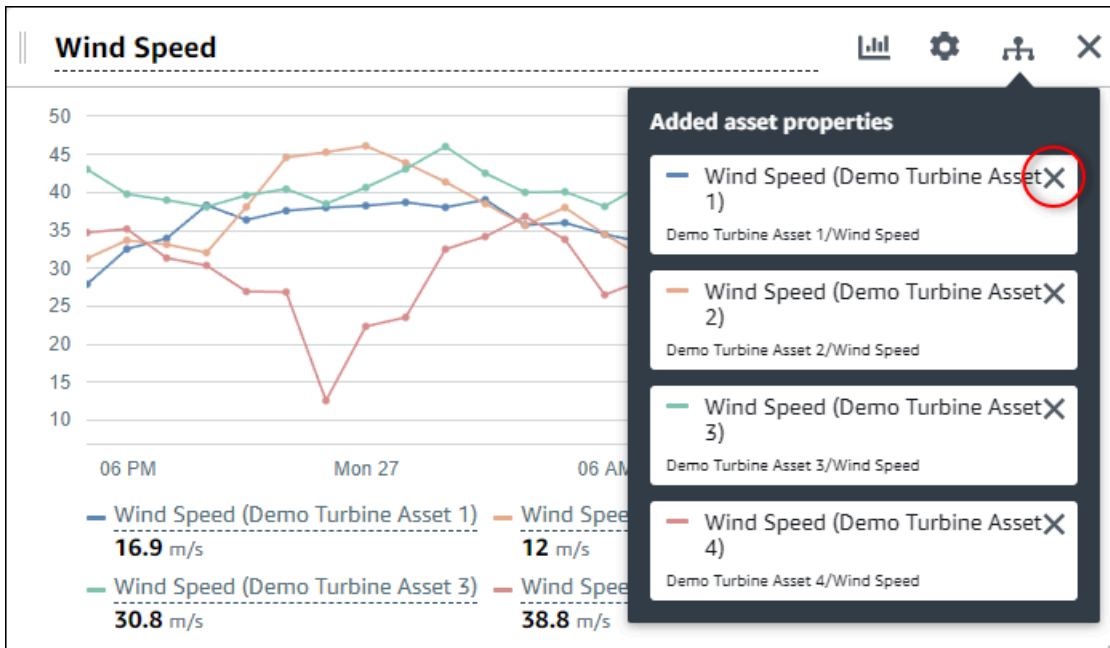 Wind Speed
Added asset properties
50
45
40
35
30
25
20
15
10
06 PM Mon 27 06 AM
Wind Speed (Demo Turbine Asset 1)
16.9 m/s
Wind Spee
12 m/s
Wind Speed (Demo Turbine Asset 3)
30.8 m/s
Wind Spee
38.8 m/s
Wind Speed (Demo Turbine Asset
1)
Demo Turbine Asset 1/Wind Speed
Wind Speed (Demo Turbine Asset
2)
Demo Turbine Asset 2/Wind Speed
Wind Speed (Demo Turbine Asset
3)
Demo Turbine Asset 3/Wind Speed
Wind Speed (Demo Turbine Asset
4)
Demo Turbine Asset 4/Wind Speed